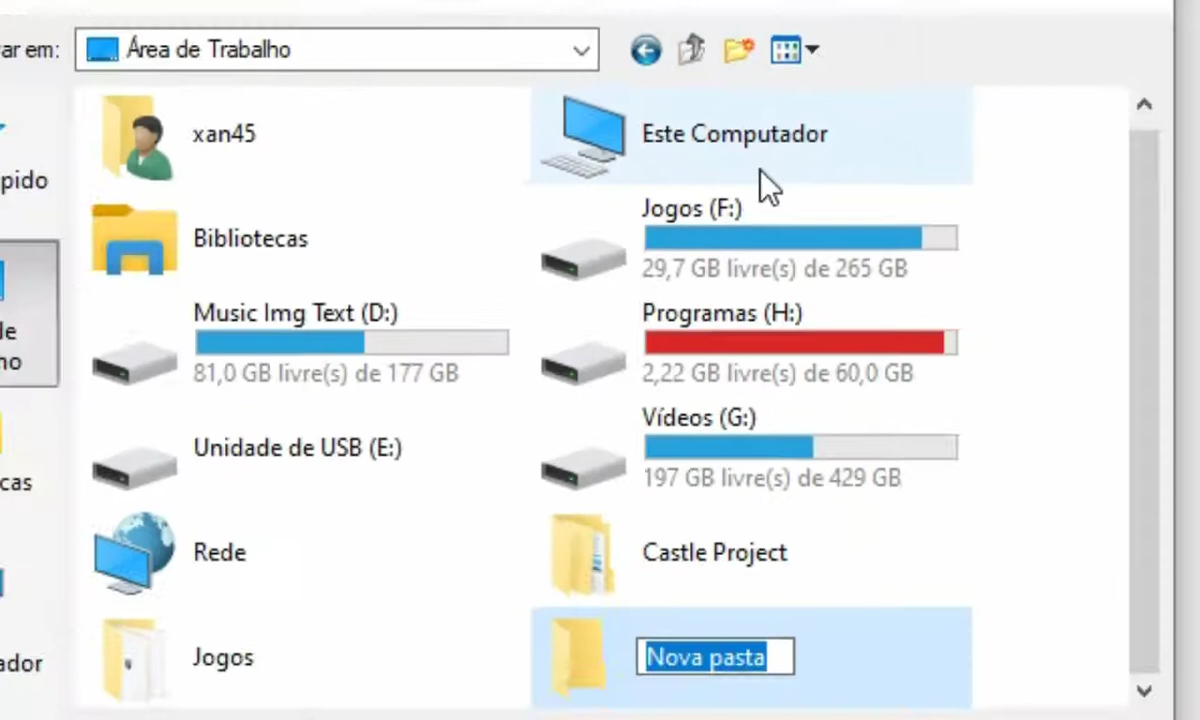 ar em:
Área de Trabalho
xan45
Este Computador
pido
Jogos (F:)
Bibliotecas
29,7 GB livre(s) de 265 GB
Music Img Text (D:)
Programas (H:)
81,0 GB livre(s) de 177 GB
2,22 GB livre(s) de 60,0 GB
Vídeos (G:)
Unidade de USB (E:)
197 GB livre(s) de 429 GB
cas
Rede
Castle Project
Jogos
Nova pasta
ador